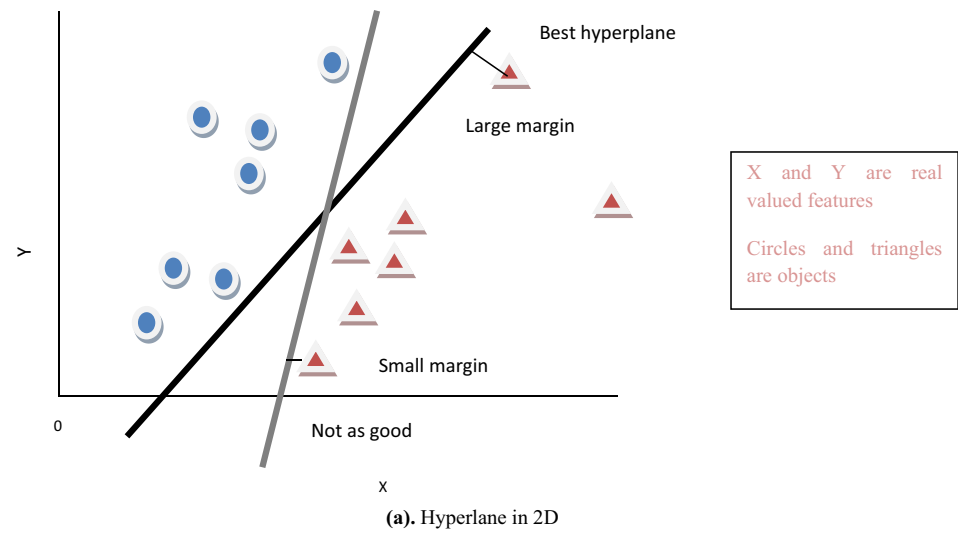 Best hyperplane
Large margin
X and Y are real
valued features
Circles and triangles
are objects
Y
Small margin
0
Not as good
X
(a). Hyperlane in 2D